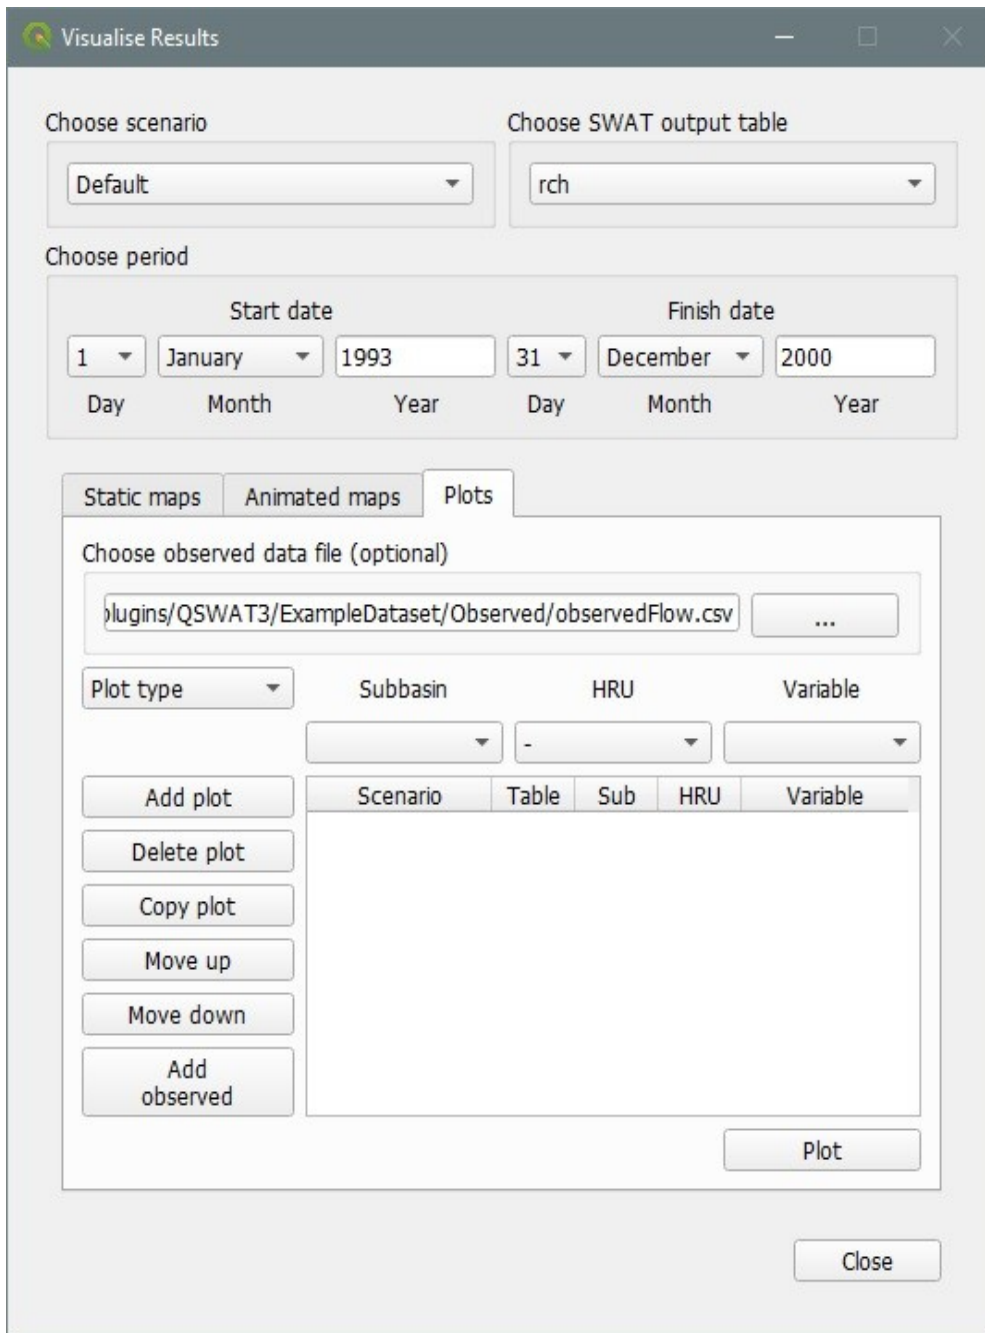 Visualise Results
Choose scenario
Choose SWAT output table
Default
rch
Choose period
Start date
Finish date
1
January
1993
31
December
2000
Day
Month
Year
Day
Month
Year
Static maps
Animated maps
Plots
Choose observed data file (optional)
plugins/QSWAT3/ExampleDataset/Observed/observedFlow.csv
...
Plot type
Subbasin
HRU
Variable
-
Add plot
Delete plot
Copy plot
Move up
Move down
Add
observed
Scenario
Table
Sub
HRU
Variable
Plot
Close